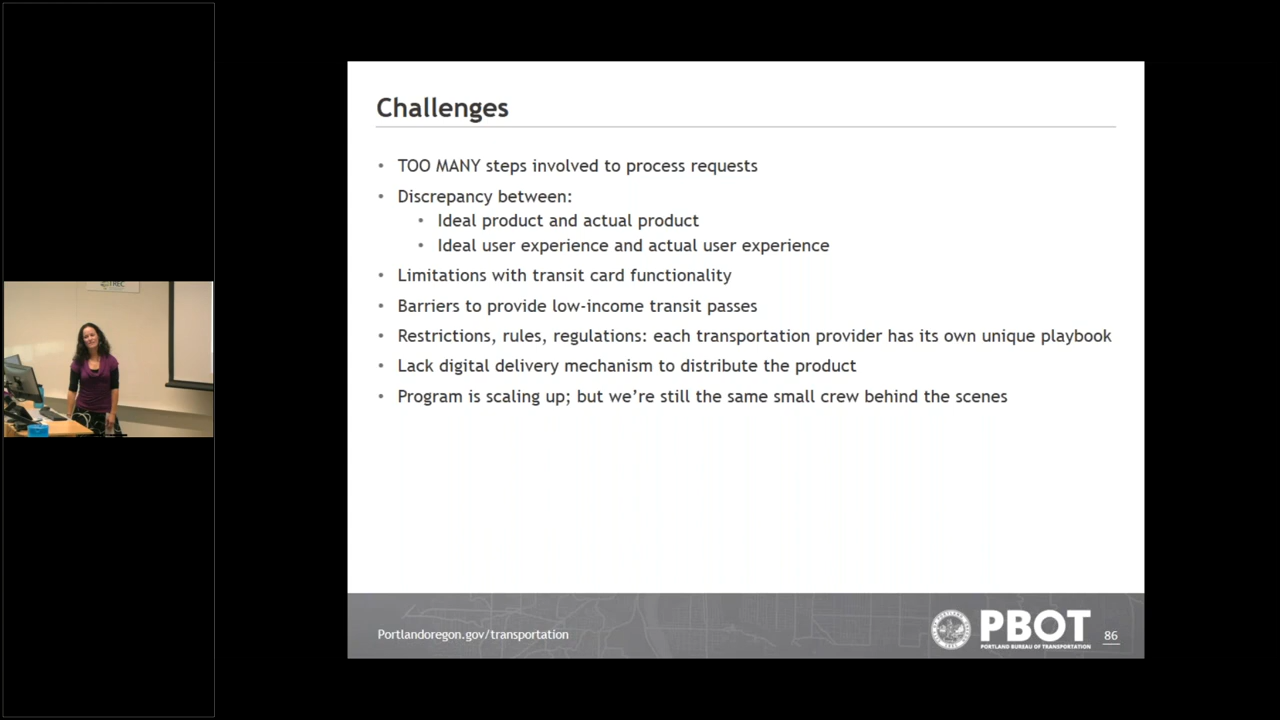 Challenges
• TOO MANY steps involved to process requests
• Discrepancy between:
• Ideal product and actual product
• Ideal user experience and actual user experience
• Limitations with transit card functionality
• Barriers to provide low-income transit passes
• Restrictions, rules, regulations: each transportation provider has its own unique playbook
• Lack digital delivery mechanism to distribute the product
• Program is scaling up; but we’re still the same small crew behind the scenes
TREC
Portlandoregon.gov/transportation
PBOT
PORTLAND BUREAU OF TRANSPORTATION
86